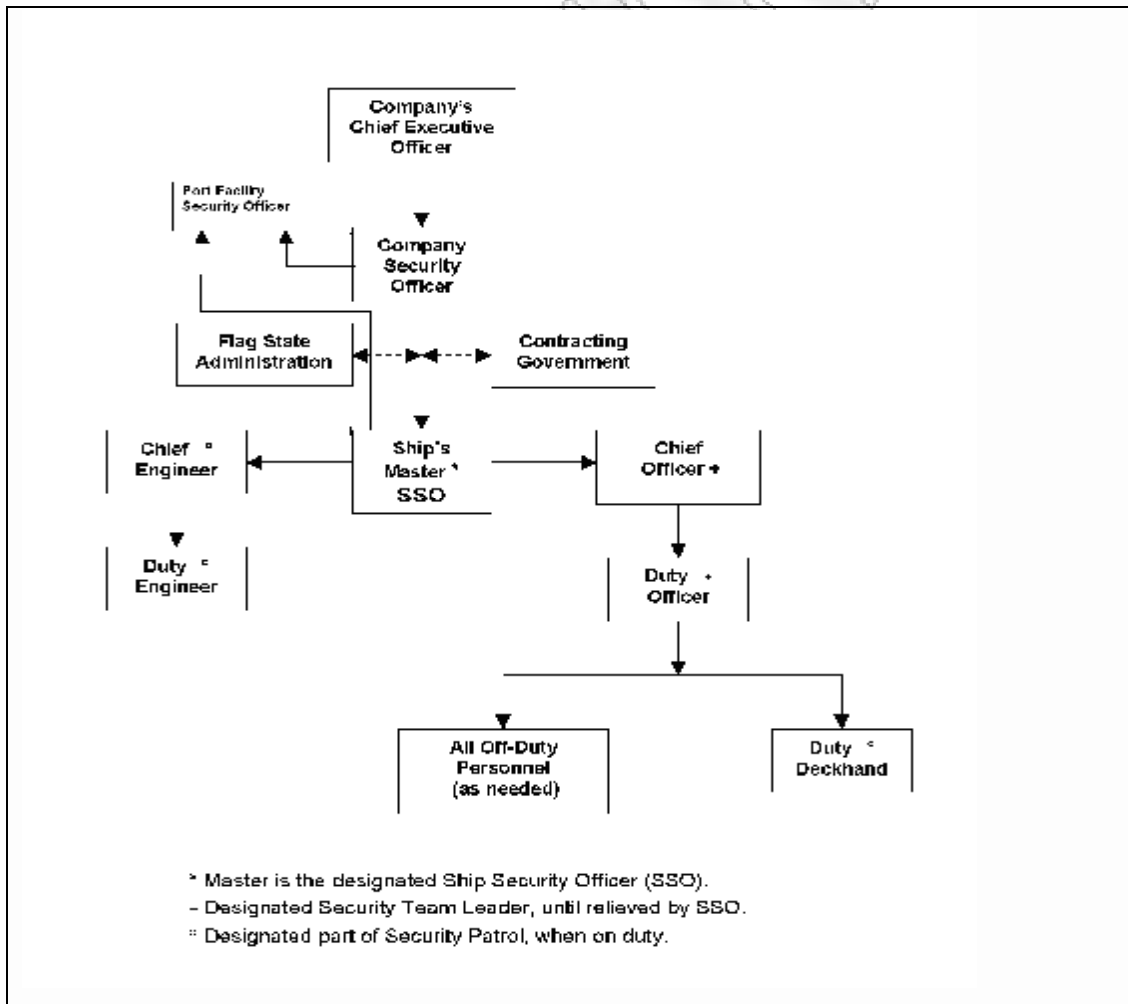 Company's
Chief Executive
Officer
Port Facility
Security Officer
Company
Security
Officer
Flag State
Administration
Contracting
Government
Chief °
Engineer
Ship's
Master *
SSO
Chief
Officer +
Duty °
Engineer
Duty +
Officer
All Off-Duty
Personnel
(as needed)
Duty °
Deckhand
* Master is the designated Ship Security Officer (SSO).
– Designated Security Team Leader, until relieved by SSO.
° Designated part of Security Patrol, when on duty.